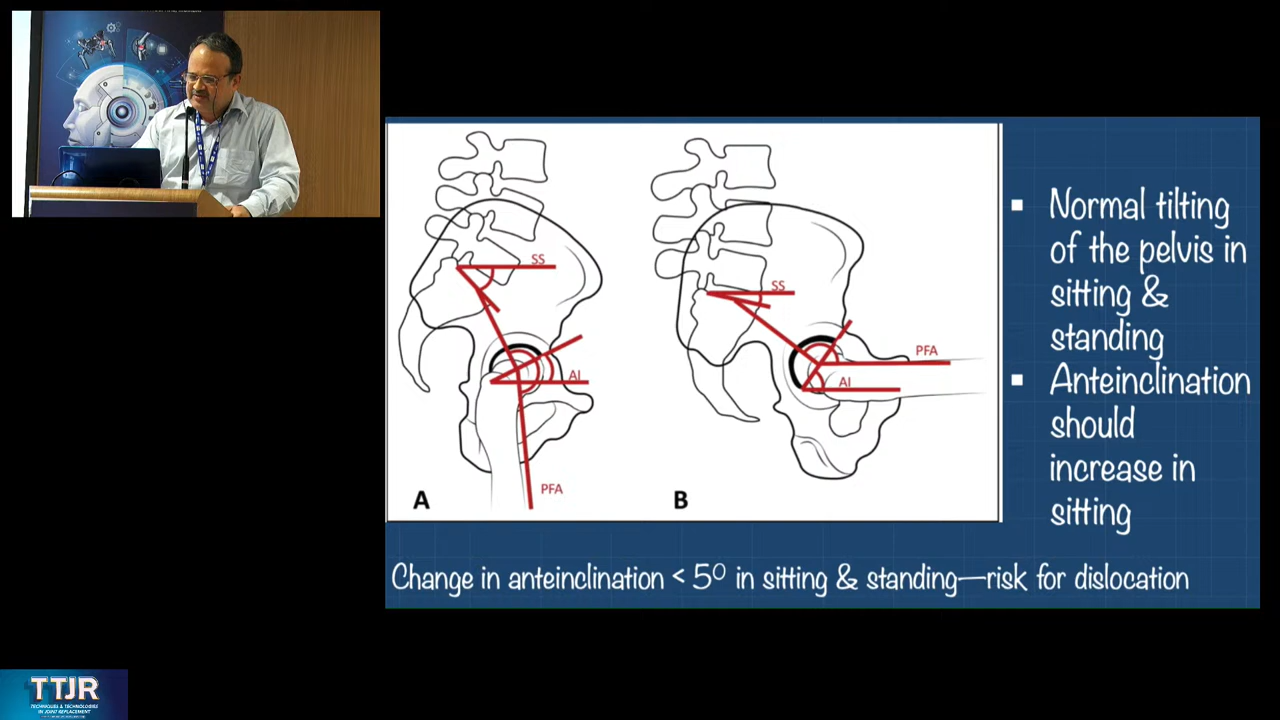 SS
AI
PFA
A
SS
PFA
AI
B
▪ Normal tilting
of the pelvis in
sitting &
standing
▪ Anteinclination
should
increase in
sitting
Change in anteinclination < 5⁰ in sitting & standing—risk for dislocation
TTJR
TECHNIQUES & TECHNOLOGIES
IN JOINT REPLACEMENT